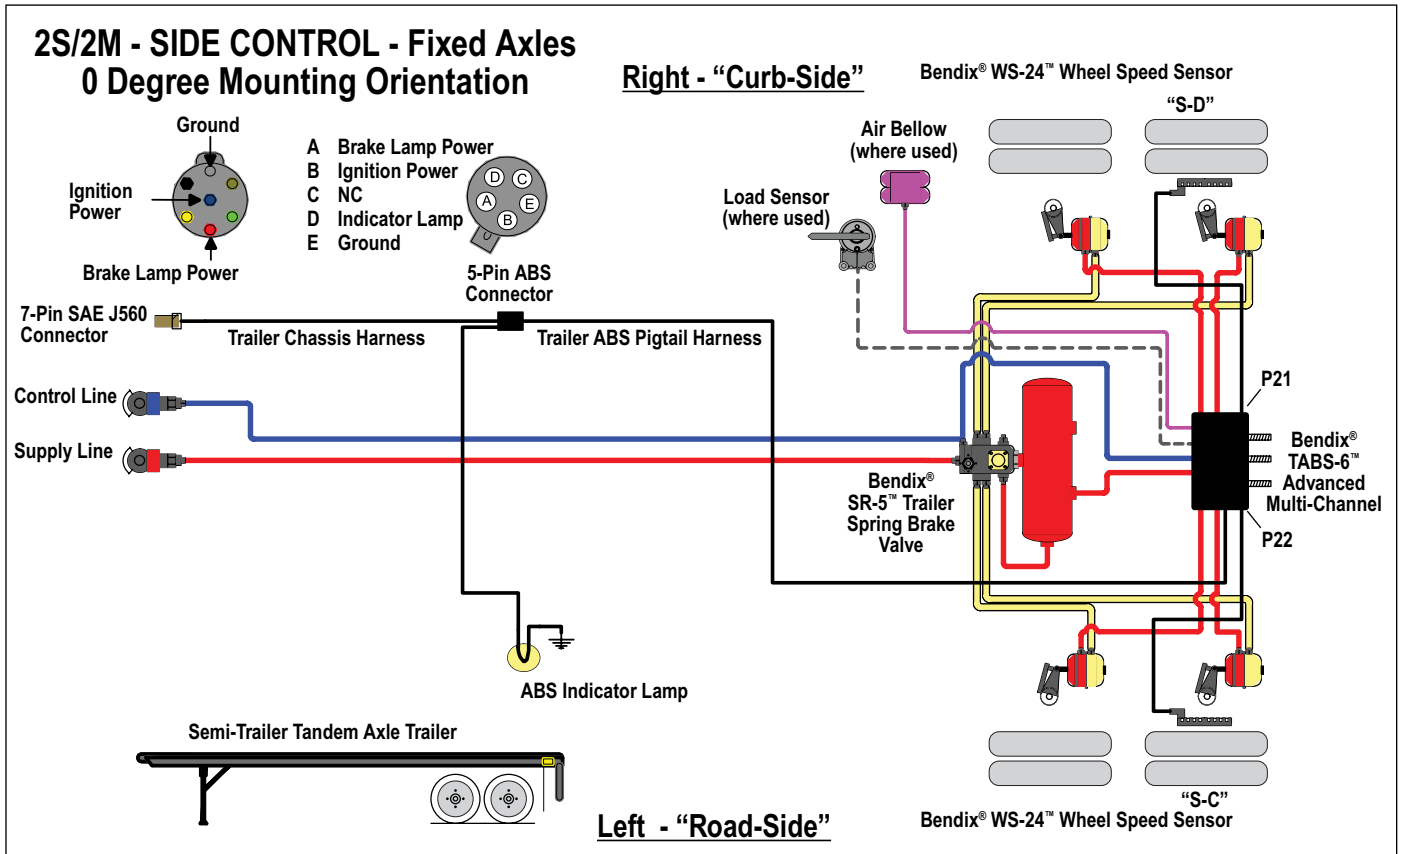 2S/2M - SIDE CONTROL - Fixed Axles
0 Degree Mounting Orientation
Right - “Curb-Side”
Bendix® WS-24™ Wheel Speed Sensor
“S-D”
Ground
Ignition
Power
Brake Lamp Power
A Brake Lamp Power
B Ignition Power
C NC
D Indicator Lamp
E Ground
D
C
A
E
B
5-Pin ABS
Connector
Air Bellow
(where used)
Load Sensor
(where used)
7-Pin SAE J560
Connector
Trailer Chassis Harness
Trailer ABS Pigtail Harness
Control Line
Supply Line
P21
Bendix®
TABS-6™
Advanced
Multi-Channel
P22
Bendix®
SR-5™ Trailer
Spring Brake
Valve
ABS Indicator Lamp
Semi-Trailer Tandem Axle Trailer
“S-C”
Bendix® WS-24™ Wheel Speed Sensor
Left - “Road-Side”